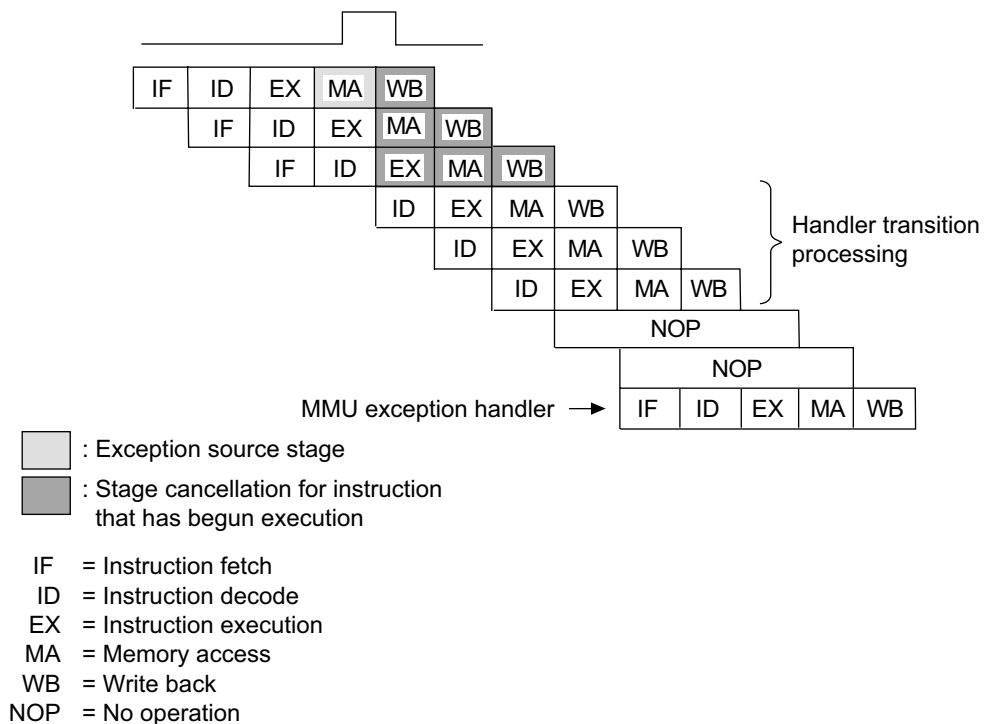 IF ID EX MA WB
IF ID EX MA WB
IF ID EX MA WB
ID EX MA WB
Handler transition
processing
ID EX MA WB
ID EX MA WB
NOP
NOP
MMU exception handler
IF ID EX MA WB
: Exception source stage
: Stage cancellation for instruction
that has begun execution
IF = Instruction fetch
ID = Instruction decode
EX = Instruction execution
MA = Memory access
WB = Write back
NOP = No operation